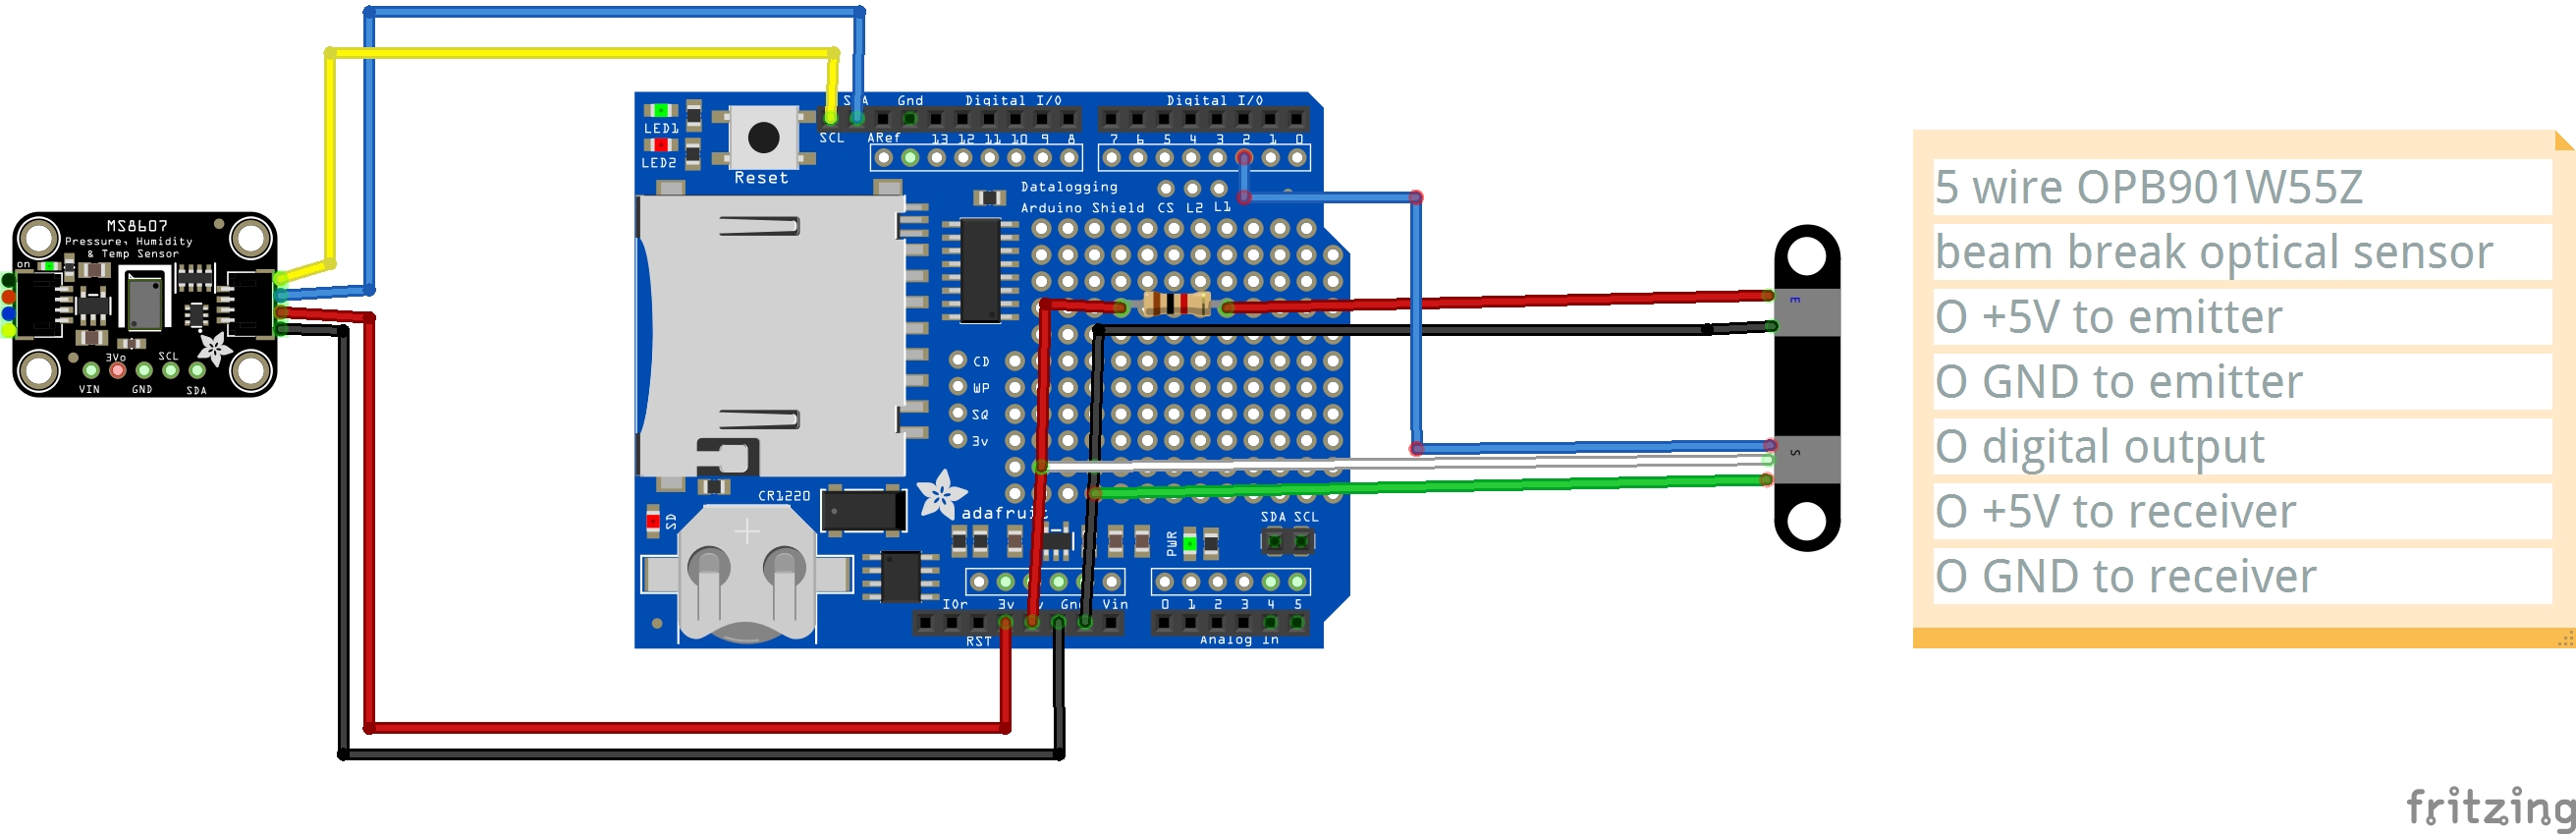 SDA Gnd Digital I/O Digital I/O
LED1
SCL ARef 13 12 11 10 9 8 7 6 5 4 3 2 1 0
LED2
Reset
Datalogging
Arduino Shield CS L2 L1
MS8607
Pressure, Humidity
& Temp Sensor
on
3Vo SCL
VIN GND SDA
CD
WP
SQ
3v
CR1220
SD
adafruit
PWR
SDA SCL
IOr 3v Gnd Vin 0 1 2 3 4 5
RST Analog In
E
S
5 wire OPB901W55Z
beam break optical sensor
O +5V to emitter
O GND to emitter
O digital output
O +5V to receiver
O GND to receiver
fritzing